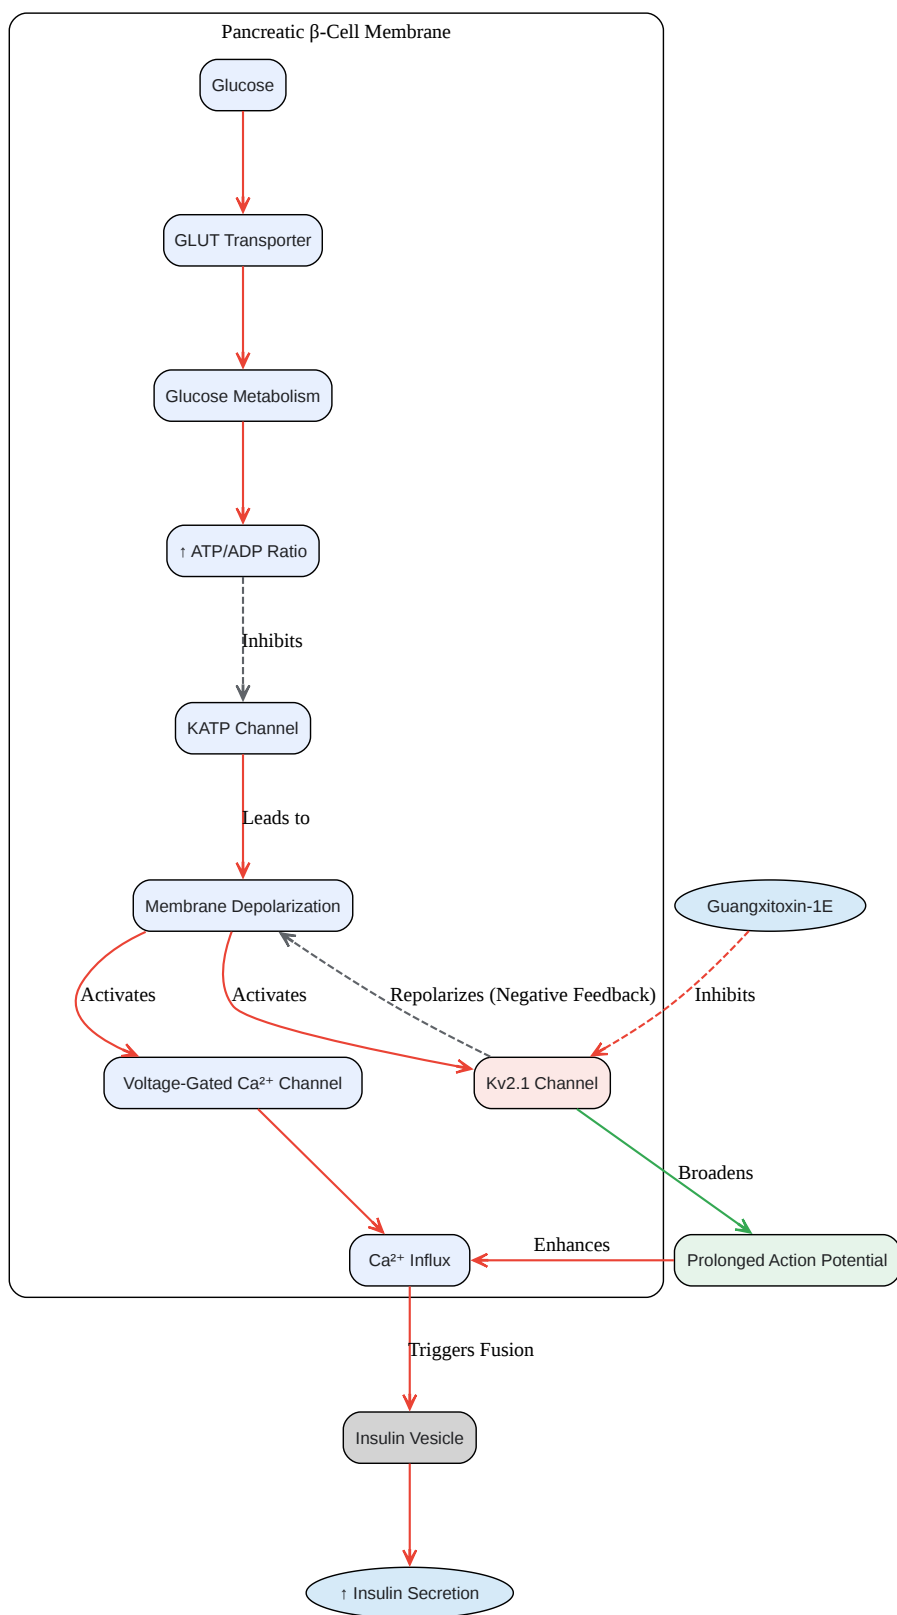 Pancreatic β-Cell Membrane
Glucose
GLUT Transporter
Glucose Metabolism
↑ ATP/ADP Ratio
Inhibits
KATP Channel
Leads to
Membrane Depolarization
Guangxitoxin-1E
Activates
Activates
Repolarizes (Negative Feedback)
Inhibits
Voltage-Gated Ca²⁺ Channel
Kv2.1 Channel
Broadens
Enhances
Ca²⁺ Influx
Prolonged Action Potential
Triggers Fusion
Insulin Vesicle
↑ Insulin Secretion